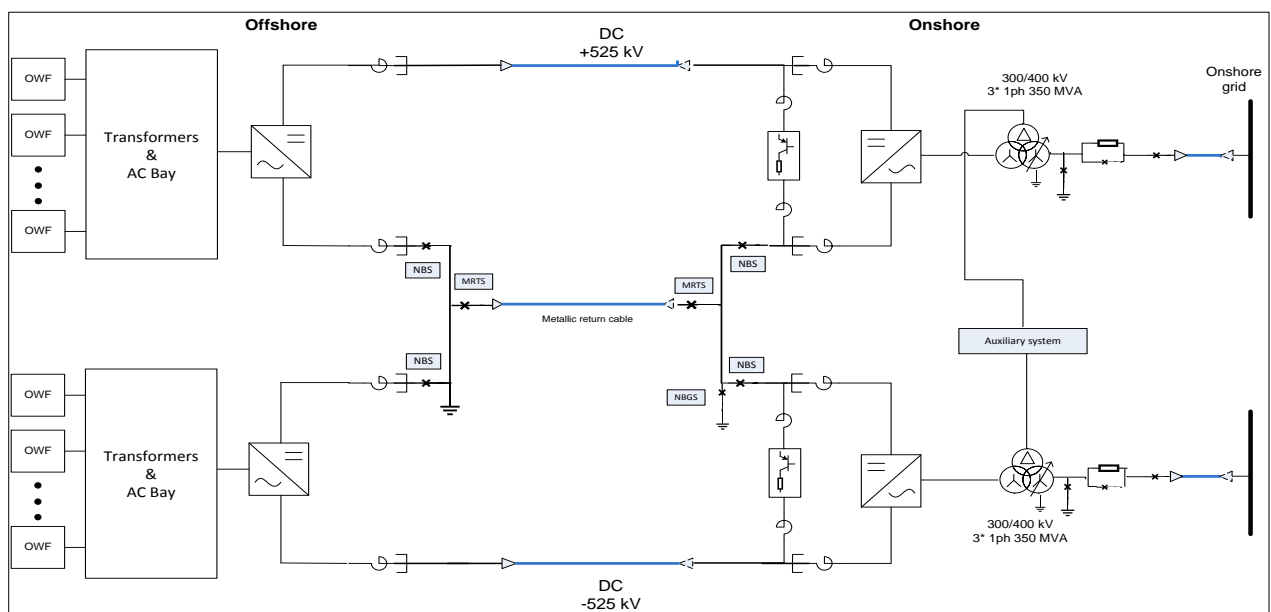 Offshore
Onshore
DC
+525 kV
OWF
OWF
OWF
Transformers
&
AC Bay
300/400 kV
3* 1ph 350 MVA
Onshore
grid
NBS
NBS
MRTS
MRTS
Metallic return cable
Auxiliary system
NBS
NBS
NBGS
OWF
OWF
OWF
Transformers
&
AC Bay
300/400 kV
3* 1ph 350 MVA
DC
-525 kV